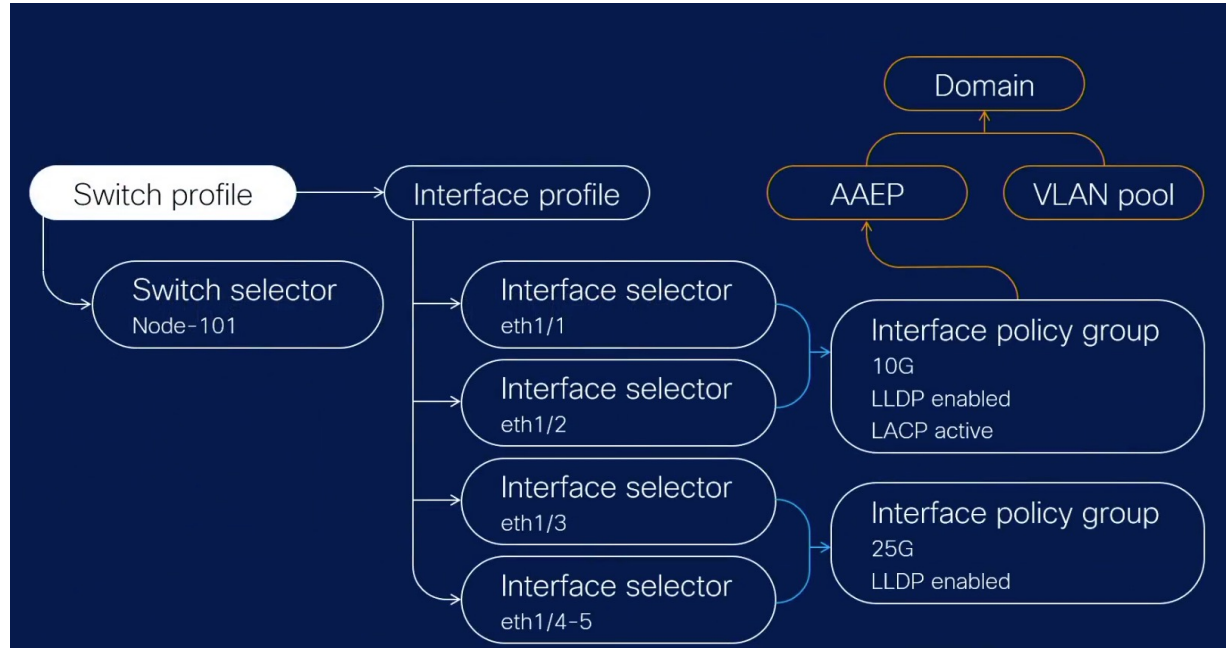 Domain
Switch profile
Interface profile
AAEP
VLAN pool
Switch selector
Node-101
Interface selector
eth1/1
Interface selector
eth1/2
Interface selector
eth1/3
Interface selector
eth1/4-5
Interface policy group
10G
LLDP enabled
LACP active
Interface policy group
25G
LLDP enabled